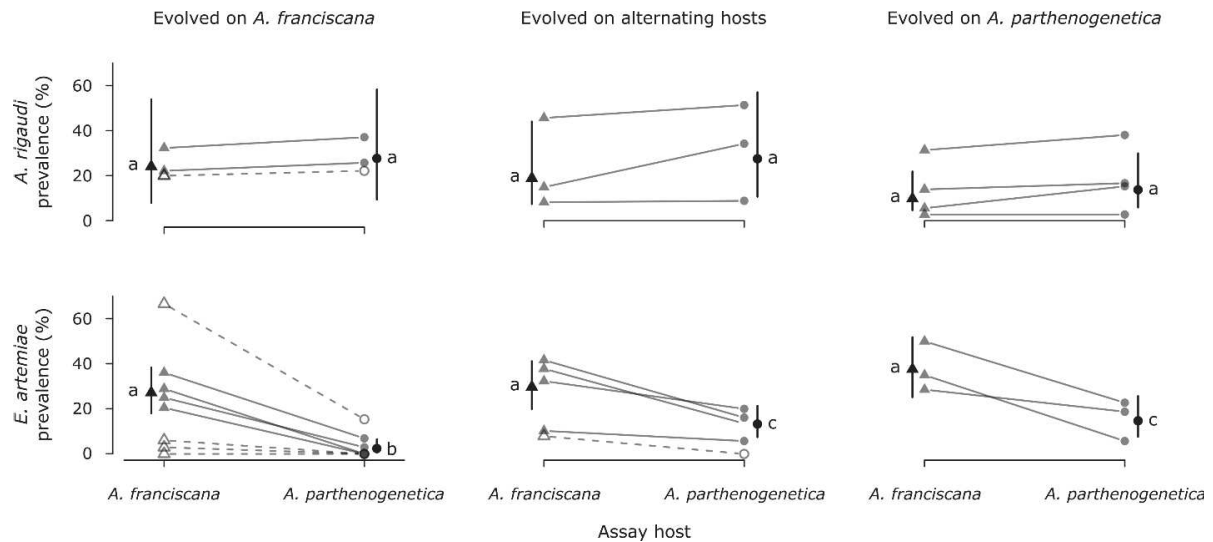 Evolved on A. franciscana
Evolved on alternating hosts
Evolved on A. parthenogenetica
A. rigaudi
prevalence (%)
60
40
20
0
a
a
a
a
a
a
E. artemiae
prevalence (%)
60
40
20
0
a
b
a
c
a
c
A. franciscana
A. parthenogenetica
A. franciscana
A. parthenogenetica
A. franciscana
A. parthenogenetica
Assay host